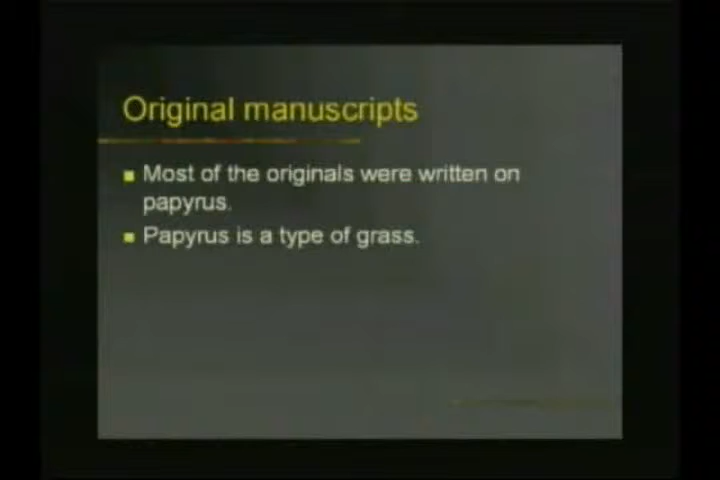 Original manuscripts
Most of the originals were written on
papyrus.
Papyrus is a type of grass.